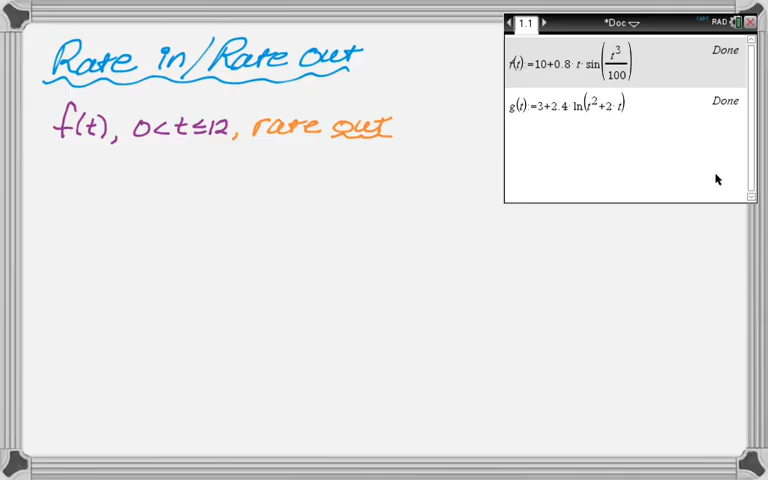 Rate in/Rate out
f(t), 0<t≤12, rate out
1.1
*Doc
RAD
f(t):=10+0.8·t·sin(t³/100)
Done
g(t):=3+2.4·ln(t²+2·t)
Done